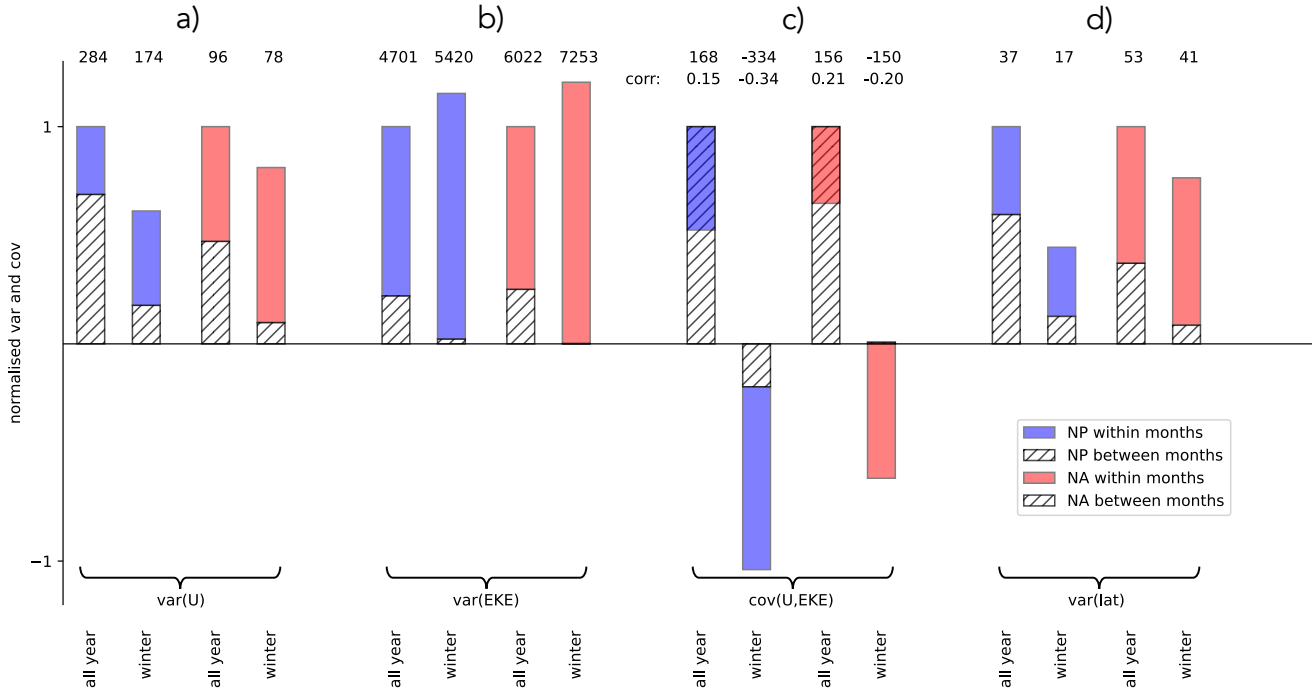 a) b) c) d)
284 174 96 78 4701 5420 6022 7253 168 -334 156 -150 37 17 53 41
corr: 0.15 -0.34 0.21 -0.20
1
normalised var and cov
NP within months
NP between months
NA within months
NA between months
−1
var(U) var(EKE) cov(U,EKE) var(lat)
all year winter all year winter all year winter all year winter all year winter all year winter all year winter all year winter